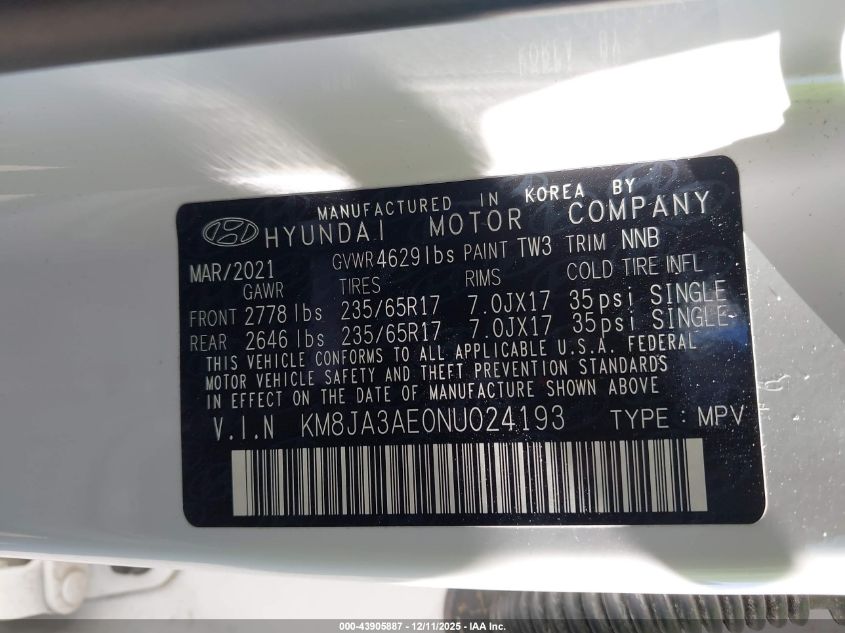 MANUFACTURED IN KOREA BY
HYUNDAI MOTOR COMPANY
MAR/2021 GVWR 4629lbs PAINT TW3 TRIM NNB
GAWR TIRES RIMS COLD TIRE INFL
FRONT 2778 lbs 235/65R17 7.0JX17 35psi SINGLE
REAR 2646 lbs 235/65R17 7.0JX17 35psi SINGLE
THIS VEHICLE CONFORMS TO ALL APPLICABLE U.S.A. FEDERAL
MOTOR VEHICLE SAFETY AND THEFT PREVENTION STANDARDS
IN EFFECT ON THE DATE OF MANUFACTURE SHOWN ABOVE
V.I.N KM8JA3AE0NU024193 TYPE : MPV
000-43905887 - 12/11/2025 - IAA Inc.